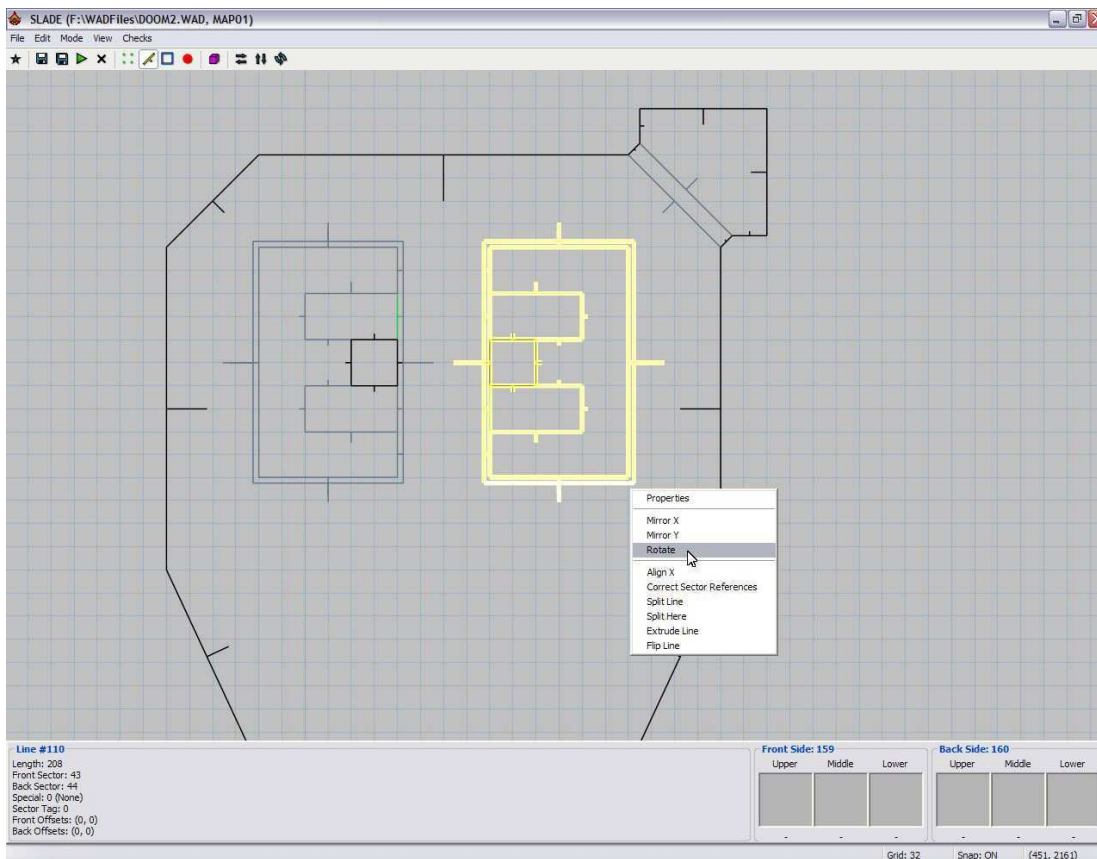 SLADE (F:\WADFiles\DOOM2.WAD, MAP01)
File Edit Mode View Checks
Properties
Mirror X
Mirror Y
Rotate
Align X
Correct Sector References
Split Line
Split Here
Extrude Line
Flip Line
Line #110
Length: 208
Front Sector: 43
Back Sector: 44
Special: 0 (None)
Sector Tag: 0
Front Offsets: (0, 0)
Back Offsets: (0, 0)
Front Side: 159
Upper Middle Lower
- - -
Back Side: 160
Upper Middle Lower
- - -
Grid: 32 Snap: ON (451, 2161)